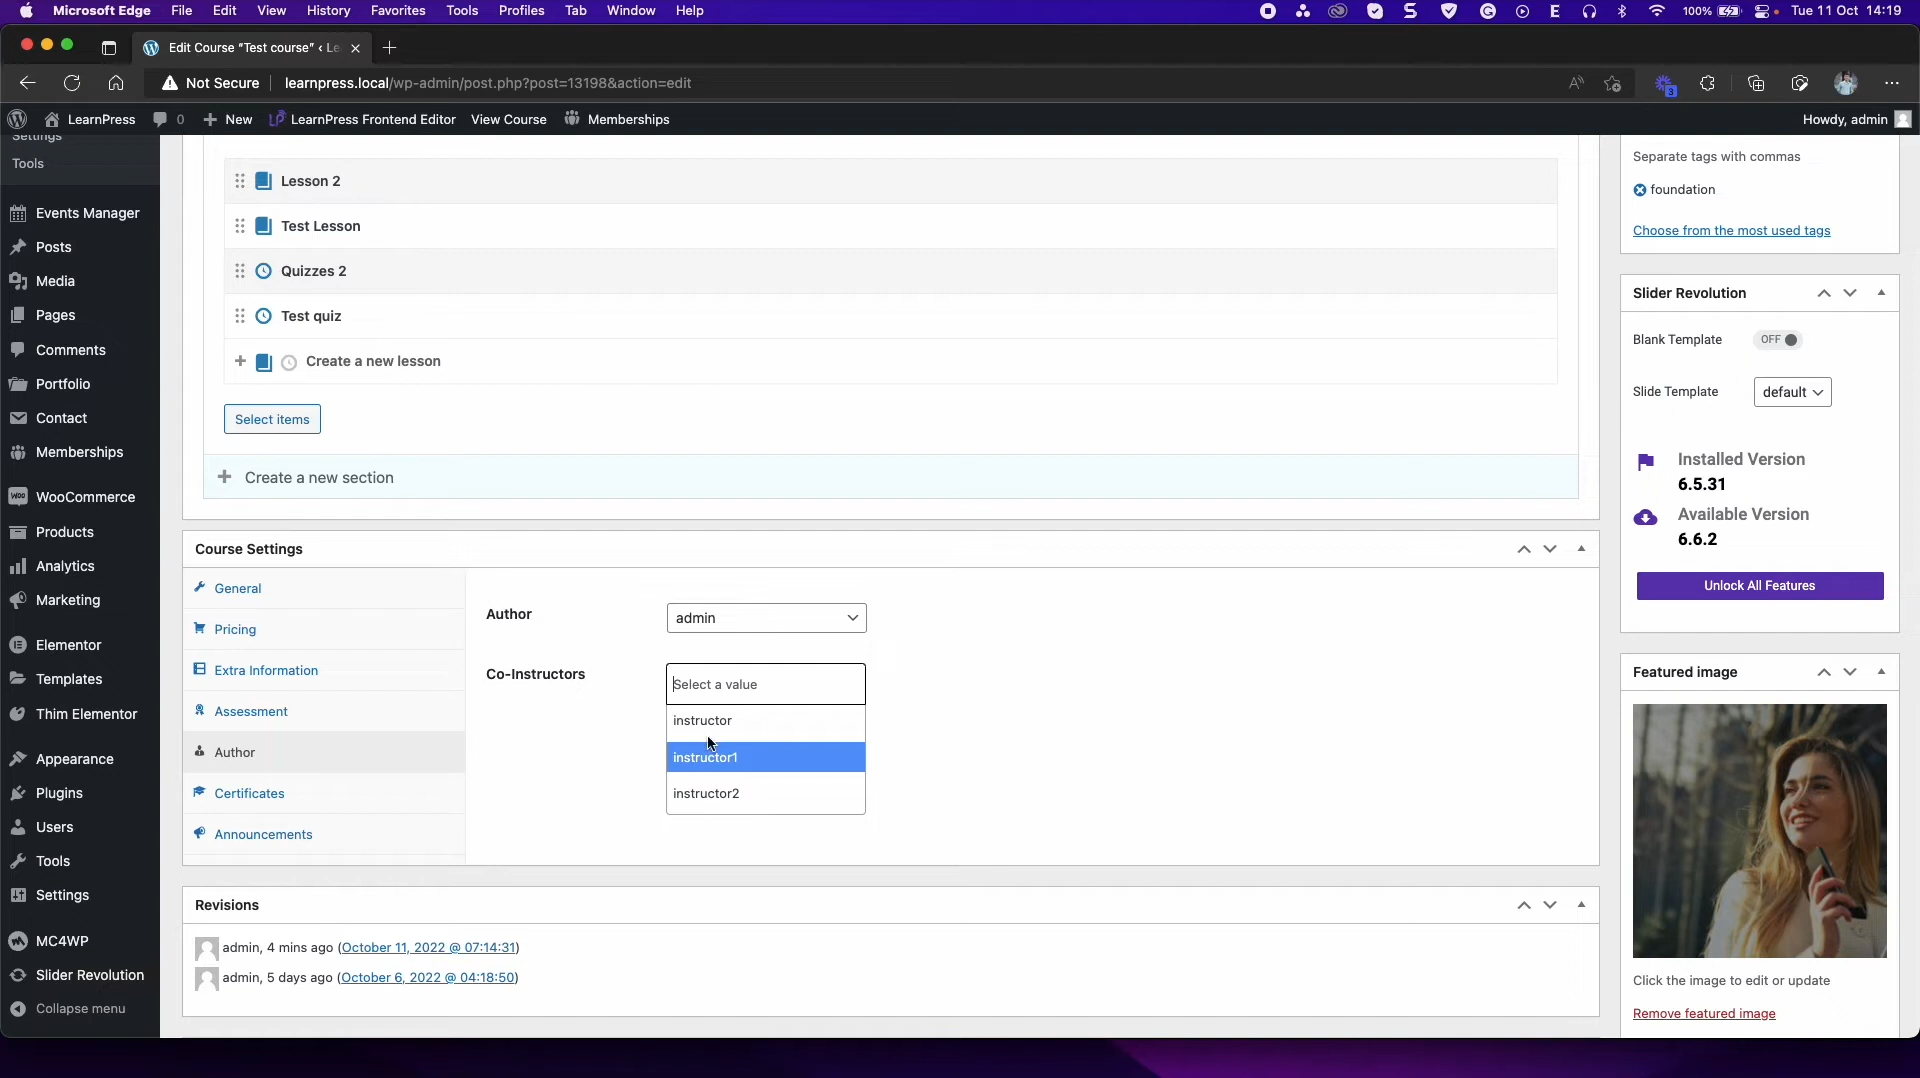 Microsoft Edge File Edit View History Favorites Tools Profiles Tab Window Help
100% Tue 11 Oct 14:19
Edit Course "Test course" ‹ Le
Not Secure learnpress.local/wp-admin/post.php?post=13198&action=edit
3
LearnPress 0 New LearnPress Frontend Editor View Course Memberships Howdy, admin
Settings
Tools
Events Manager
Posts
Media
Pages
Comments
Portfolio
Contact
Memberships
WooCommerce
Products
Analytics
Marketing
Elementor
Templates
Thim Elementor
Appearance
Plugins
Users
Tools
Settings
MC4WP
Slider Revolution
Collapse menu
Lesson 2
Test Lesson
Quizzes 2
Test quiz
Create a new lesson
Select items
Create a new section
Course Settings
General
Pricing
Extra Information
Assessment
Author
Certificates
Announcements
Author
admin
Co-Instructors
Select a value
instructor
instructor1
instructor2
Revisions
admin, 4 mins ago (October 11, 2022 @ 07:14:31)
admin, 5 days ago (October 6, 2022 @ 04:18:50)
Separate tags with commas
foundation
Choose from the most used tags
Slider Revolution
Blank Template OFF
Slide Template default
Installed Version
6.5.31
Available Version
6.6.2
Unlock All Features
Featured image
Click the image to edit or update
Remove featured image